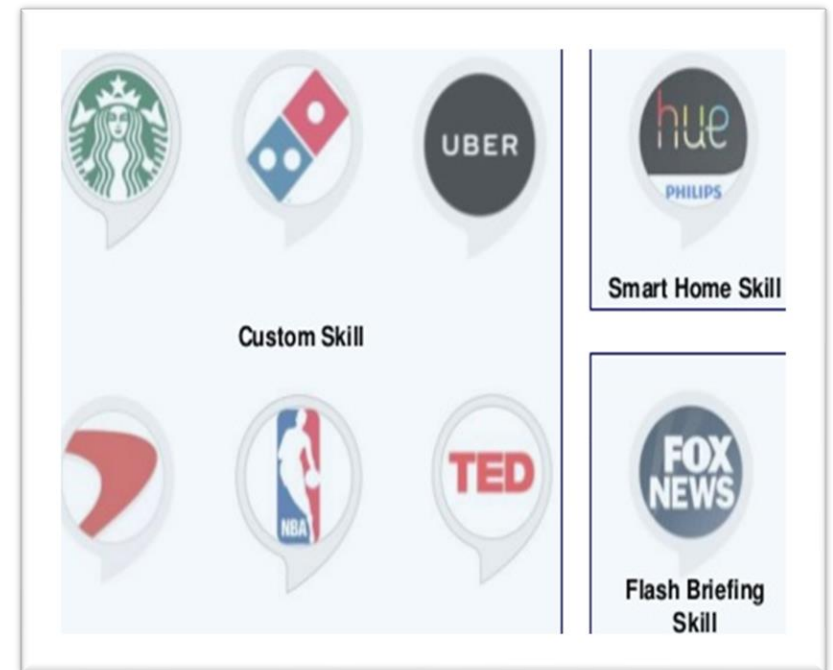 UBER
hue
PHILIPS
Smart Home Skill
Custom Skill
NBA
TED
FOX
NEWS
Flash Briefing
Skill